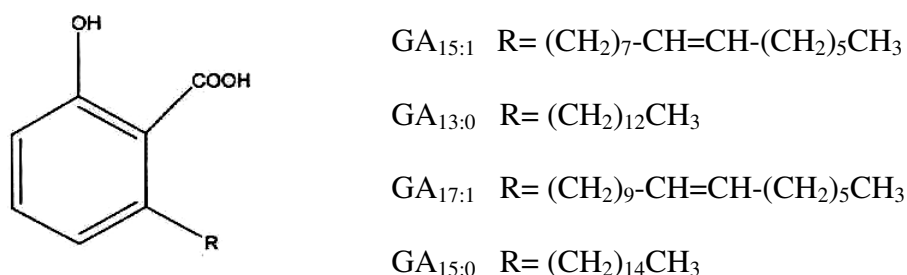 OH
COOH
R
GA₁₅:₁ R= (CH₂)₇-CH=CH-(CH₂)₅CH₃
GA₁₃:₀ R= (CH₂)₁₂CH₃
GA₁₇:₁ R= (CH₂)₉-CH=CH-(CH₂)₅CH₃
GA₁₅:₀ R= (CH₂)₁₄CH₃